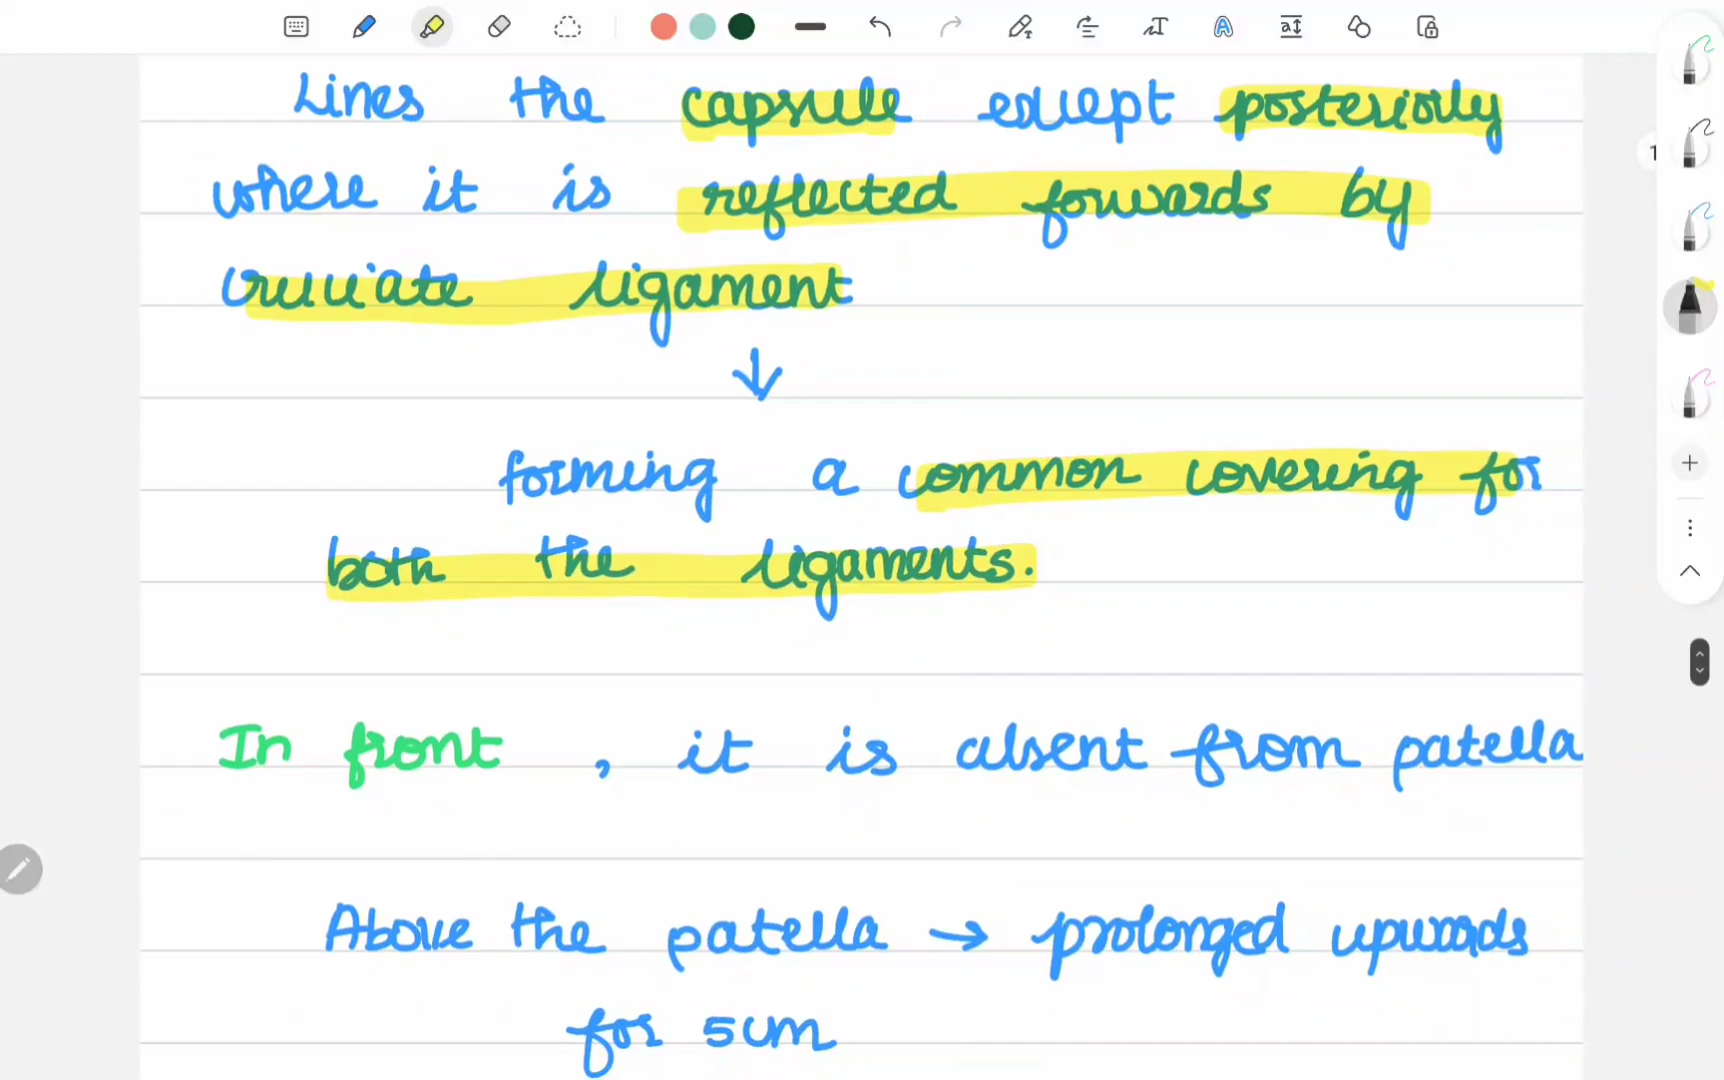 Lines the capsule except posteriorly
where it is reflected forwards by
cruciate ligament
↓
forming a common covering for
both the ligaments.
In front , it is absent from patella
Above the patella → prolonged upwards
for 5cm
1